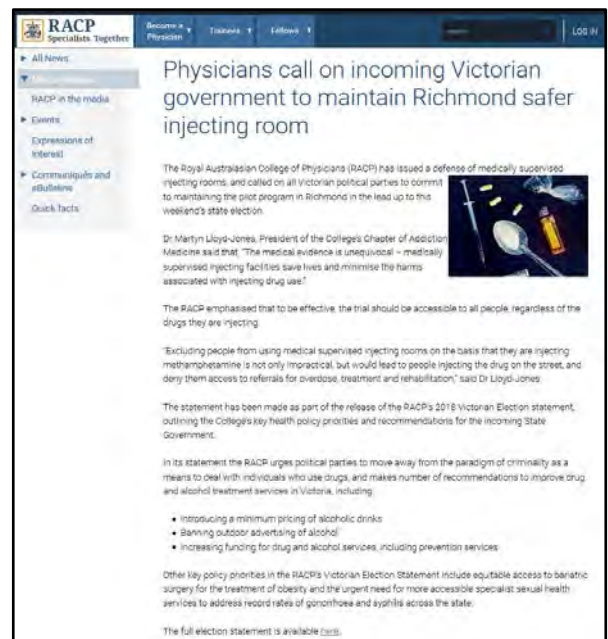 RACP
Specialists. Together
Become a
Physician
Trainees
Fellows
LOG IN
All News
RACP in the media
Events
Expressions of
Interest
Communiqués and
eBulletins
Quick facts
Physicians call on incoming Victorian
government to maintain Richmond safer
injecting room
The Royal Australasian College of Physicians (RACP) has issued a defense of medically supervised
injecting rooms, and called on all Victorian political parties to commit
to maintaining the pilot program in Richmond in the lead up to this
weekend's state election.
Dr Martyn Lloyd-Jones, President of the College's Chapter of Addiction
Medicine said that, "The medical evidence is unequivocal – medically
supervised injecting facilities save lives and minimise the harms
associated with injecting drug use."
The RACP emphasised that to be effective, the trial should be accessible to all people, regardless of the
drugs they are injecting.
"Excluding people from using medical supervised injecting rooms on the basis that they are injecting
methamphetamine is not only impractical, but would lead to people injecting the drug on the street, and
deny them access to referrals for overdose, treatment and rehabilitation," said Dr Lloyd-Jones.
The statement has been made as part of the release of the RACP's 2018 Victorian Election statement,
outlining the College's key health policy priorities and recommendations for the incoming State
Government.
In its statement the RACP urges political parties to move away from the paradigm of criminality as a
means to deal with individuals who use drugs, and makes number of recommendations to improve drug
and alcohol treatment services in Victoria, including:
• Introducing a minimum pricing of alcoholic drinks
• Banning outdoor advertising of alcohol
• Increasing funding for drug and alcohol services, including prevention services
Other key policy priorities in the RACP's Victorian Election Statement include equitable access to bariatric
surgery for the treatment of obesity and the urgent need for more accessible specialist sexual health
services to address record rates of gonorrhoea and syphilis across the state.
The full election statement is available here.